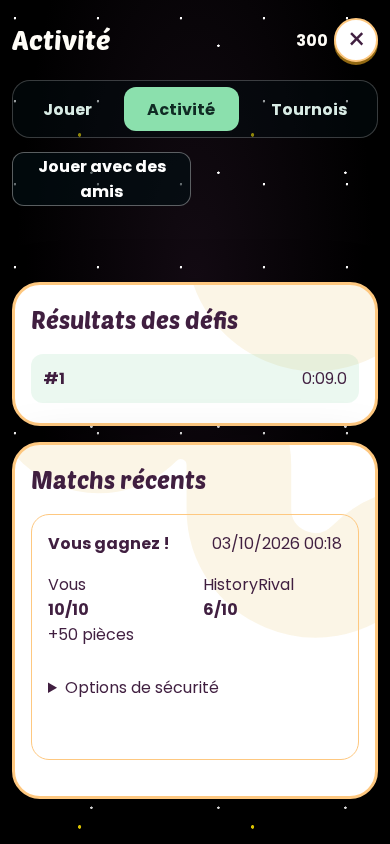 Activité
300 ✕
Jouer Activité Tournois
Jouer avec des
amis
Résultats des défis
#1 0:09.0
Matchs récents
Vous gagnez ! 03/10/2026 00:18
Vous HistoryRival
10/10 6/10
+50 pièces
▶ Options de sécurité